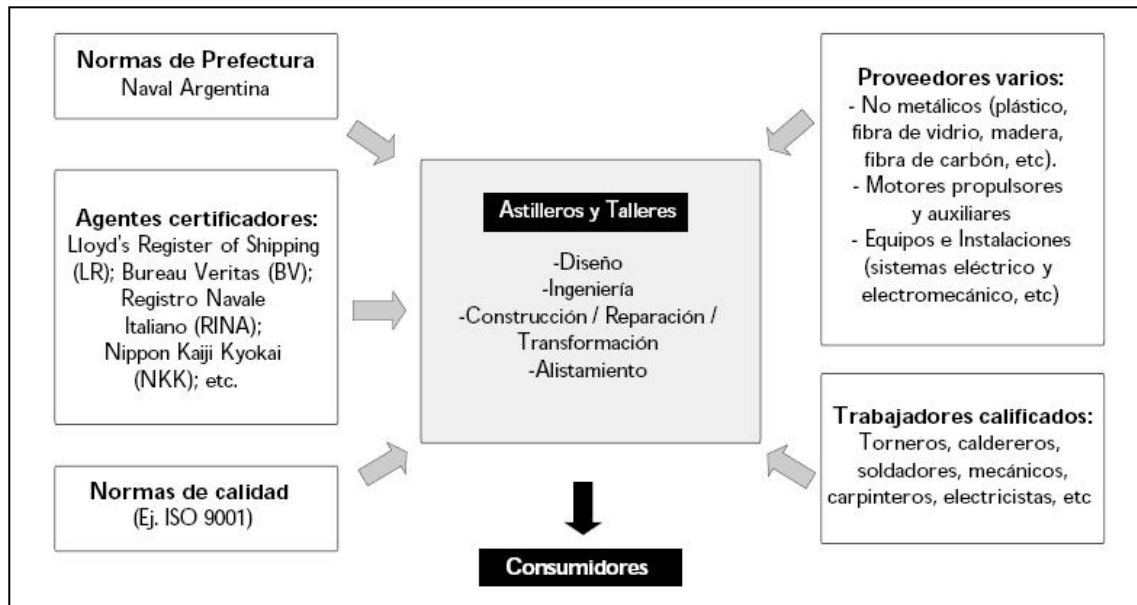 Normas de Prefectura
Naval Argentina
Agentes certificadores:
Lloyd's Register of Shipping
(LR); Bureau Veritas (BV);
Registro Navale
Italiano (RINA);
Nippon Kaiji Kyokai
(NKK); etc.
Normas de calidad
(Ej. ISO 9001)
Astilleros y Talleres
-Diseño
-Ingeniería
-Construcción / Reparación /
Transformación
-Alistamiento
Consumidores
Proveedores varios:
- No metálicos (plástico,
fibra de vidrio, madera,
fibra de carbón, etc).
- Motores propulsores
y auxiliares
- Equipos e Instalaciones
(sistemas eléctrico y
electromecánico, etc)
Trabajadores calificados:
Torneros, caldereros,
soldadores, mecánicos,
carpinteros, electricistas, etc